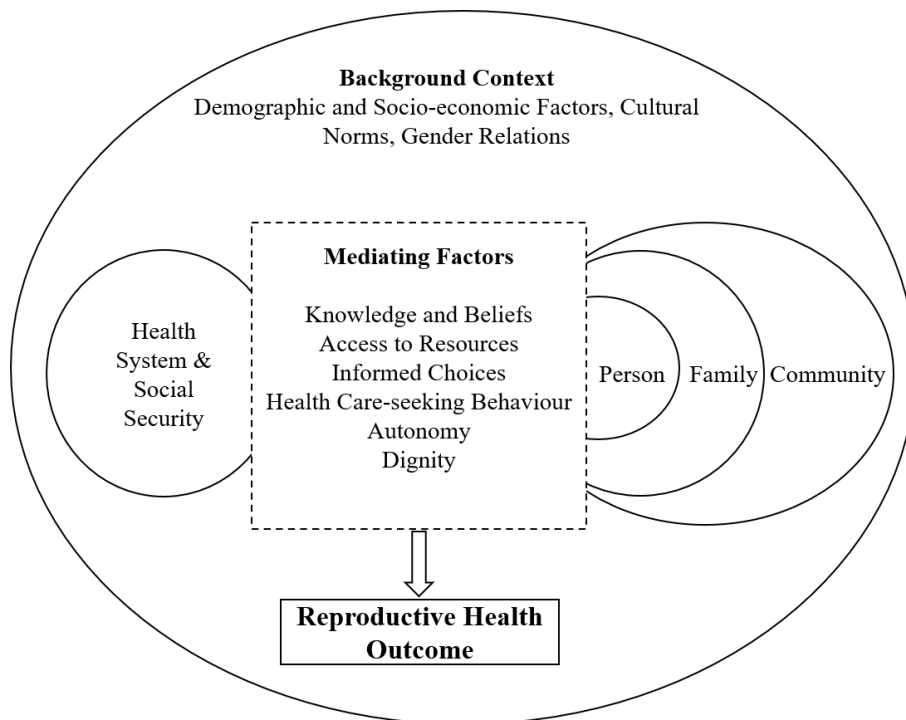 Background Context
Demographic and Socio-economic Factors, Cultural
Norms, Gender Relations
Health
System &
Social
Security
Mediating Factors
Knowledge and Beliefs
Access to Resources
Informed Choices
Health Care-seeking Behaviour
Autonomy
Dignity
Person
Family
Community
Reproductive Health
Outcome